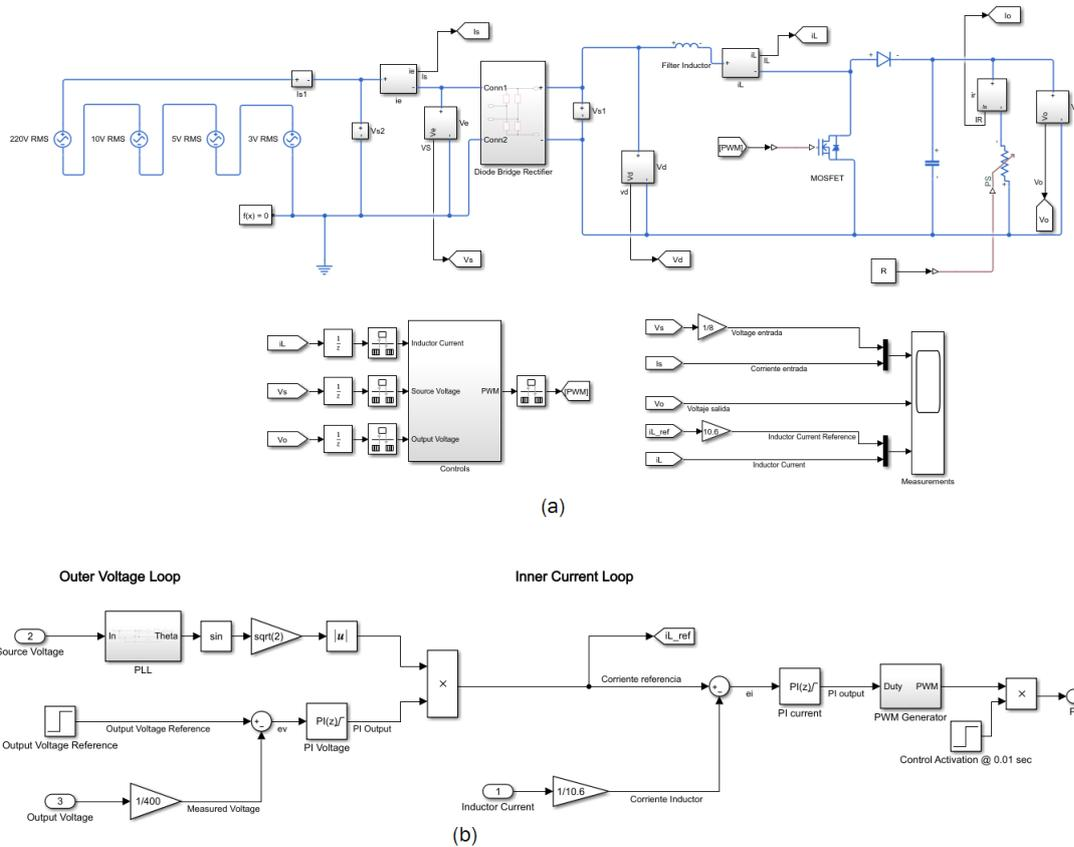 Is
Io
iL
ie
Is
iL
IL
Filter Inductor
Is1
ie
iL
ir
Is
IR
Conn1
Conn2
+
-
Vs1
Vs2
Ve
Ve
VS
220V RMS
10V RMS
5V RMS
3V RMS
Diode Bridge Rectifier
[PWM]
MOSFET
Vd
Vd
vd
PS
Vo
Vo
Vo
f(x) = 0
Vs
Vd
R
iL
1
z
Inductor Current
Vs
1
z
Source Voltage
PWM
[PWM]
Vo
1
z
Output Voltage
Controls
Vs
1/8
Voltage entrada
Is
Corriente entrada
Vo
Voltaje salida
iL_ref
10.6
Inductor Current Reference
iL
Inductor Current
Measurements
(a)
Outer Voltage Loop
Inner Current Loop
2
Source Voltage
In
Theta
PLL
sin
sqrt(2)
|u|
iL_ref
×
Corriente referencia
+
-
ei
PI(z)
PI current
PI output
Duty
PWM
PWM Generator
×
Output Voltage Reference
Output Voltage Reference
+
-
ev
PI(z)
PI Voltage
PI Output
Control Activation @ 0.01 sec
3
Output Voltage
1/400
Measured Voltage
1
Inductor Current
1/10.6
Corriente Inductor
(b)